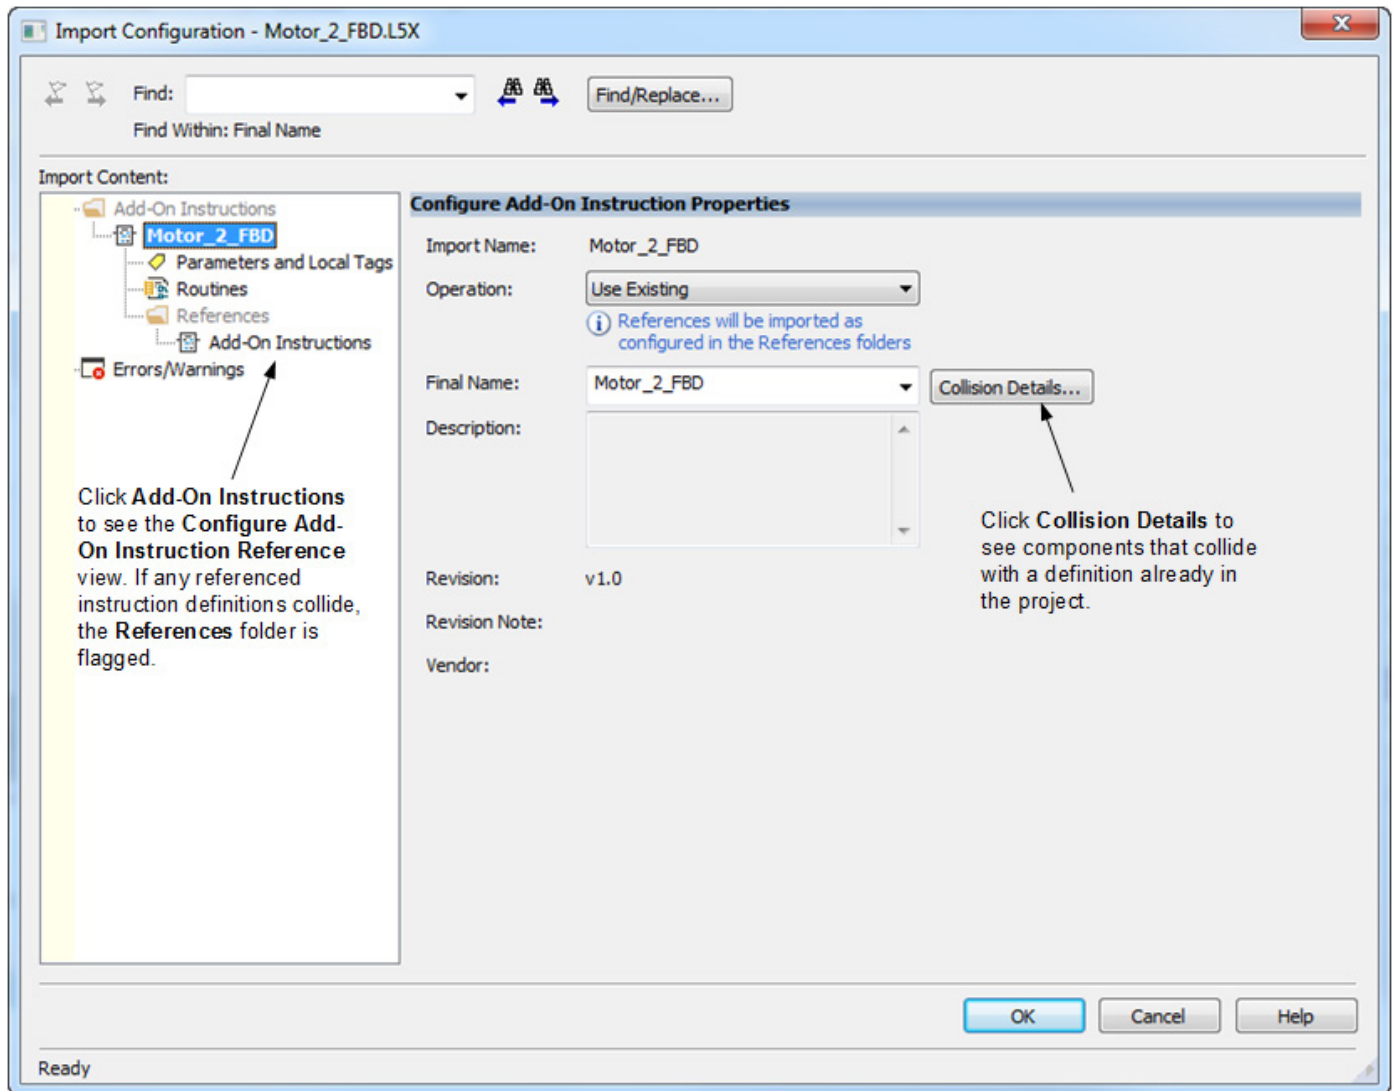 Import Configuration - Motor_2_FBD.L5X
X
Find:
Find/Replace...
Find Within: Final Name
Import Content:
Add-On Instructions
Motor_2_FBD
Parameters and Local Tags
Routines
References
Add-On Instructions
Errors/Warnings
Click Add-On Instructions
to see the Configure Add-
On Instruction Reference
view. If any referenced
instruction definitions collide,
the References folder is
flagged.
Configure Add-On Instruction Properties
Import Name: Motor_2_FBD
Operation: Use Existing
References will be imported as
configured in the References folders
Final Name: Motor_2_FBD Collision Details...
Description:
Click Collision Details to
see components that collide
with a definition already in
the project.
Revision: v1.0
Revision Note:
Vendor:
OK Cancel Help
Ready